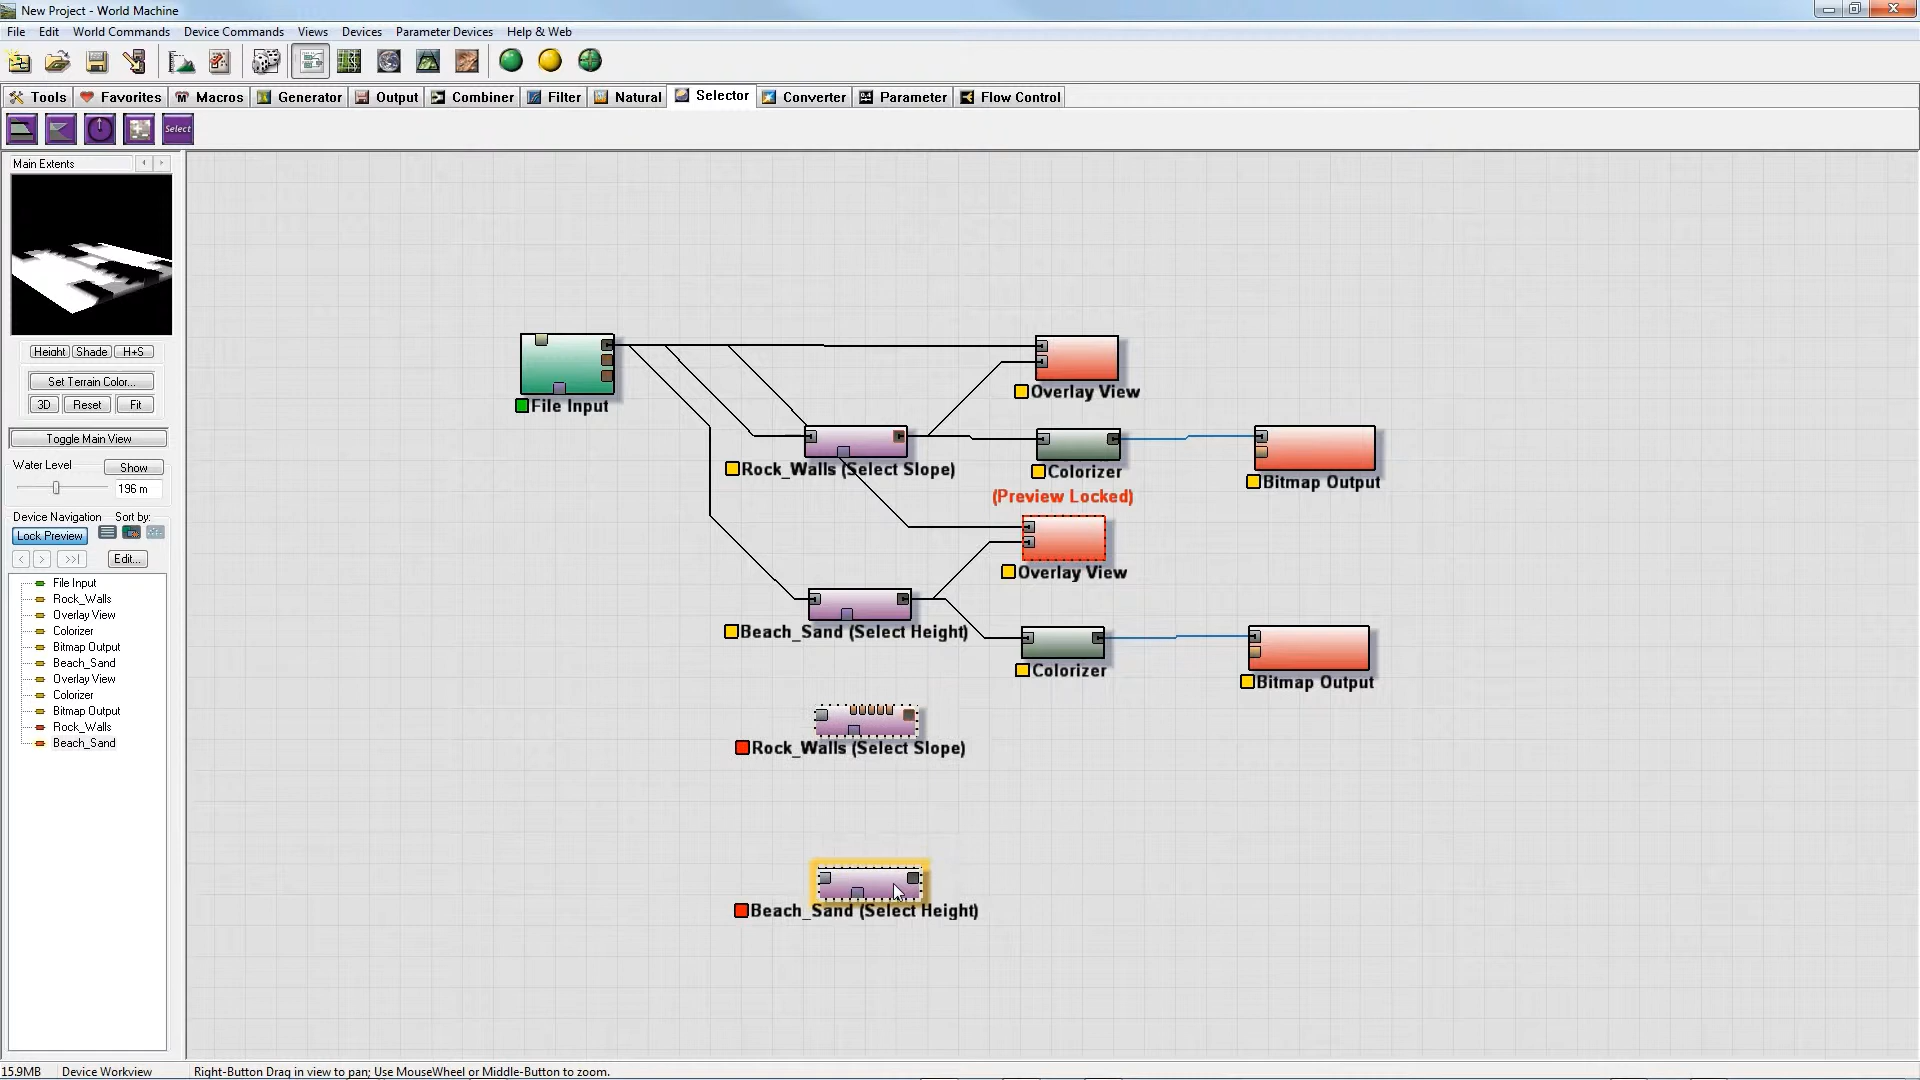 New Project - World Machine
File Edit World Commands Device Commands Views Devices Parameter Devices Help & Web
Tools Favorites Macros Generator Output Combiner Filter Natural Selector Converter Parameter Flow Control
Select
Main Extents
Height Shade H+S
Set Terrain Color...
3D Reset Fit
Toggle Main View
Water Level Show
196 m
Device Navigation Sort by:
Lock Preview
< > >>| Edit...
File Input
Rock_Walls
Overlay View
Colorizer
Bitmap Output
Beach_Sand
Overlay View
Colorizer
Bitmap Output
Rock_Walls
Beach_Sand
File Input
Overlay View
Rock_Walls (Select Slope)
Colorizer
Bitmap Output
(Preview Locked)
Overlay View
Beach_Sand (Select Height)
Colorizer
Bitmap Output
Rock_Walls (Select Slope)
Beach_Sand (Select Height)
15.9MB Device Workview Right-Button Drag in view to pan; Use MouseWheel or Middle-Button to zoom.